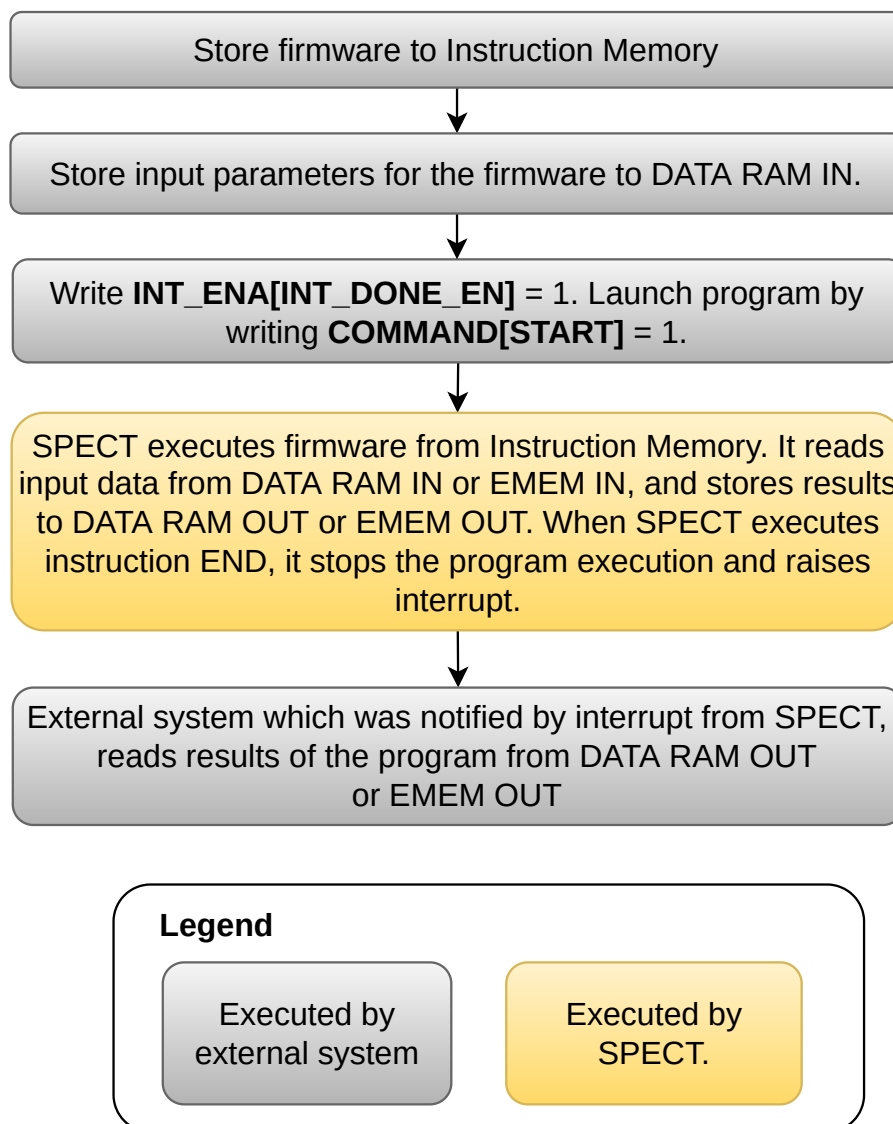 Store firmware to Instruction Memory
Store input parameters for the firmware to DATA RAM IN.
Write INT_ENA[INT_DONE_EN] = 1. Launch program by
writing COMMAND[START] = 1.
SPECT executes firmware from Instruction Memory. It reads
input data from DATA RAM IN or EMEM IN, and stores results
to DATA RAM OUT or EMEM OUT. When SPECT executes
instruction END, it stops the program execution and raises
interrupt.
External system which was notified by interrupt from SPECT,
reads results of the program from DATA RAM OUT
or EMEM OUT
Legend
Executed by
external system
Executed by
SPECT.